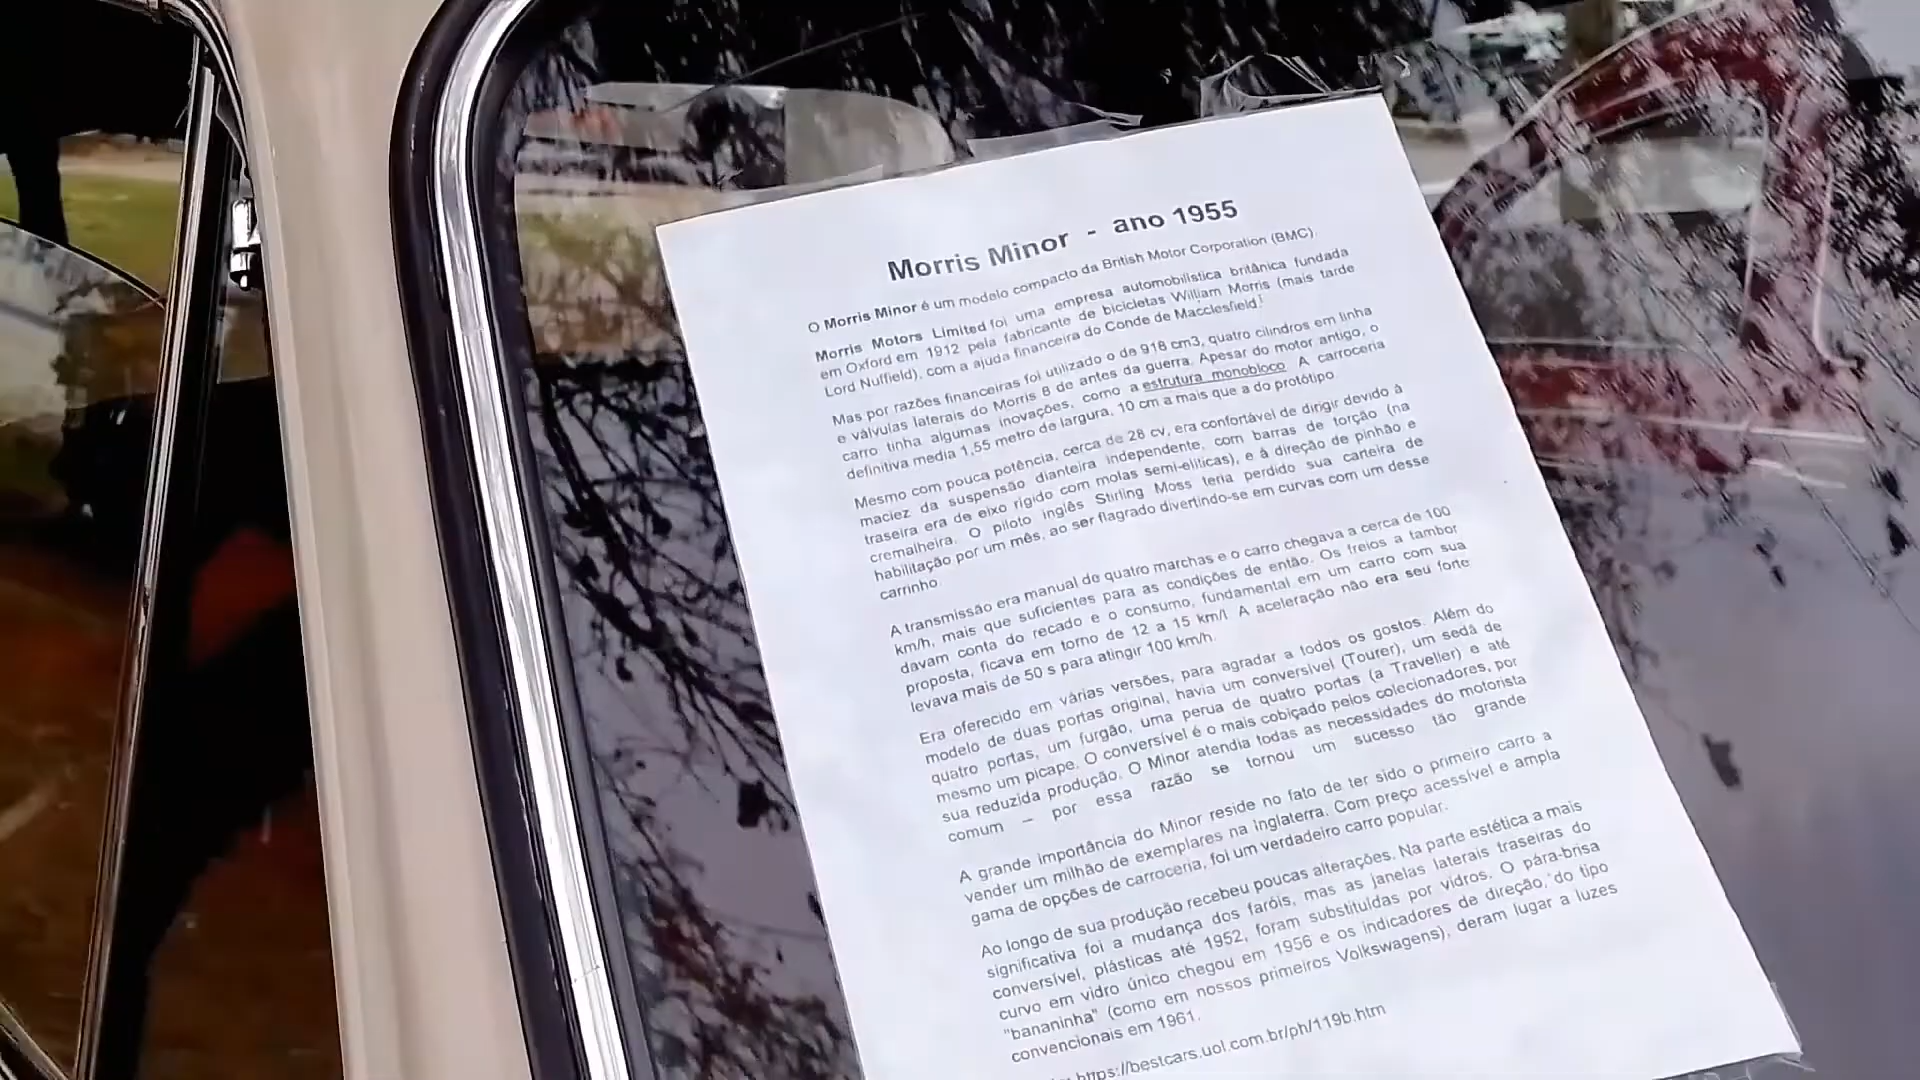 Morris Minor - ano 1955
O Morris Minor é um modelo compacto da British Motor Corporation (BMC).
Morris Motors Limited foi uma empresa automobilística britânica fundada
em Oxford em 1912 pela fabricante de bicicletas William Morris (mais tarde
Lord Nuffield), com a ajuda financeira do Conde de Macclesfield.
Mas por razões financeiras foi utilizado o de 918 cm3, quatro cilindros em linha
e válvulas laterais do Morris 8 de antes da guerra. Apesar do motor antigo, o
carro tinha algumas inovações, como a estrutura monobloco. A carroceria
definitiva media 1,55 metro de largura, 10 cm a mais que a do protótipo.
Mesmo com pouca potência, cerca de 28 cv, era confortável de dirigir devido à
maciez da suspensão dianteira independente, com barras de torção (na
traseira era de eixo rígido com molas semi-elíticas), e à direção de pinhão e
cremalheira. O piloto inglês Stirling Moss teria perdido sua carteira de
habilitação por um mês, ao ser flagrado divertindo-se em curvas com um desse
carrinho.
A transmissão era manual de quatro marchas e o carro chegava a cerca de 100
km/h, mais que suficientes para as condições de então. Os freios a tambor
davam conta do recado e o consumo, fundamental em um carro com sua
proposta, ficava em torno de 12 a 15 km/l. A aceleração não era seu forte
levava mais de 50 s para atingir 100 km/h.
Era oferecido em várias versões, para agradar a todos os gostos. Além do
modelo de duas portas original, havia um conversível (Tourer), um sedã de
quatro portas, um furgão, uma perua de quatro portas (a Traveller) e até
mesmo um picape. O conversível é o mais cobiçado pelos colecionadores, por
sua reduzida produção. O Minor atendia todas as necessidades do motorista
comum – por essa razão se tornou um sucesso tão grande
A grande importância do Minor reside no fato de ter sido o primeiro carro a
vender um milhão de exemplares na inglaterra. Com preço acessível e ampla
gama de opções de carroceria, foi um verdadeiro carro popular.
Ao longo de sua produção recebeu poucas alterações. Na parte estética a mais
significativa foi a mudança dos faróis, mas as janelas laterais traseiras do
conversível, plásticas até 1952, foram substituídas por vidros. O pára-brisa
curvo em vidro único chegou em 1956 e os indicadores de direção, do tipo
"bananinha" (como em nossos primeiros Volkswagens), deram lugar a luzes
convencionais em 1961.
https://bestcars.uol.com.br/ph/119b.htm